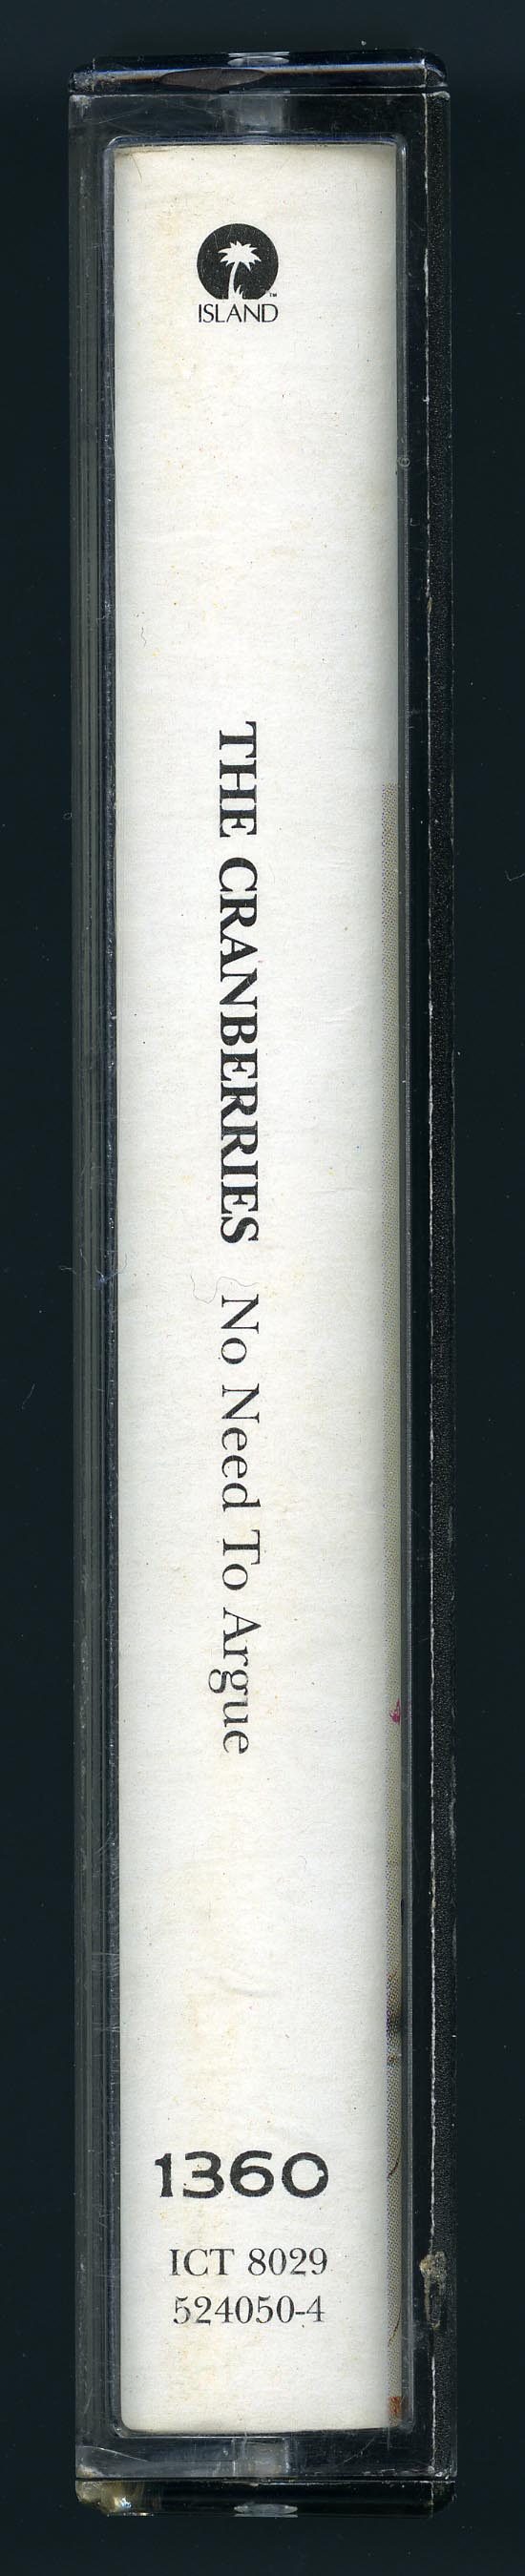 ISLAND
THE CRANBERRIES No Need To Argue
1360
ICT 8029
524050-4